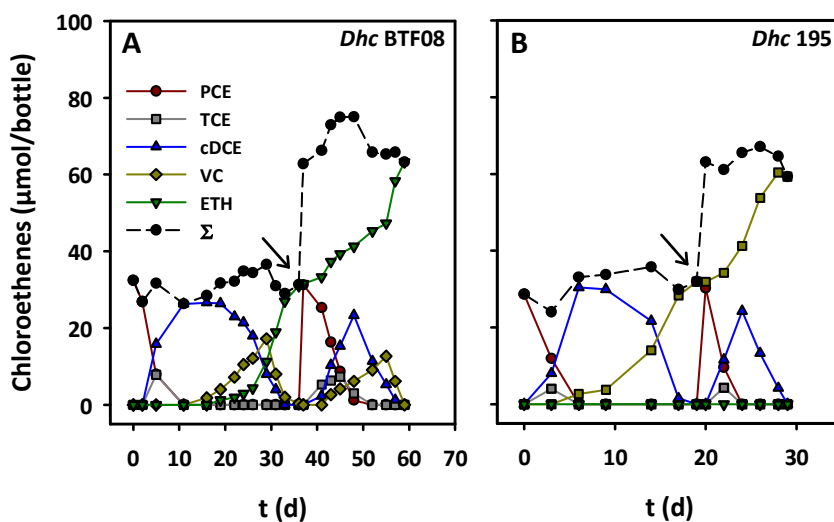 A
Dhc BTF08
B
Dhc 195
Chloroethenes (µmol/bottle)
100
80
60
40
20
0
PCE
TCE
cDCE
VC
ETH
Σ
0 10 20 30 40 50 60 70
0 10 20 30
t (d)
t (d)